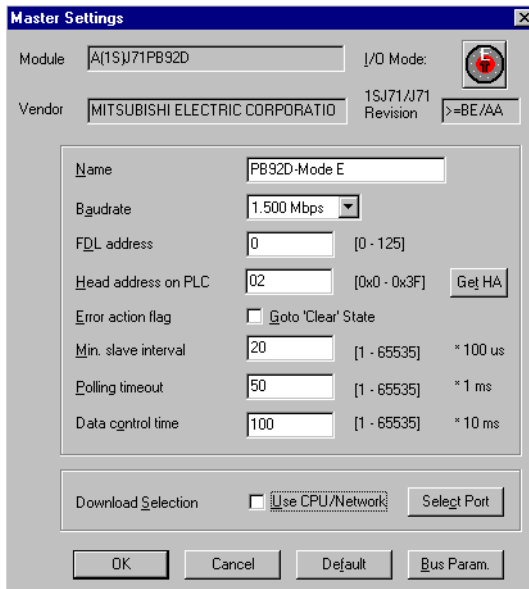 Master Settings
Module A(1S)J71PB92D I/O Mode: E
Vendor MITSUBISHI ELECTRIC CORPORATIO 1SJ71/J71 Revision >=BE/AA
Name PB92D-Mode E
Baudrate 1.500 Mbps
FDL address 0 [0 - 125]
Head address on PLC 02 [0x0 - 0x3F] Get HA
Error action flag Goto 'Clear' State
Min. slave interval 20 [1 - 65535] * 100 us
Polling timeout 50 [1 - 65535] * 1 ms
Data control time 100 [1 - 65535] * 10 ms
Download Selection Use CPU/Network Select Port
OK Cancel Default Bus Param.